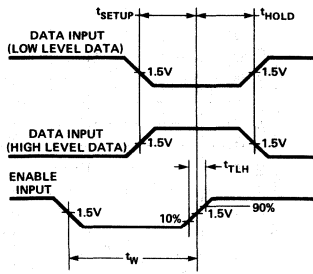 tSETUP
tHOLD
DATA INPUT
(LOW LEVEL DATA)
1.5V
1.5V
DATA INPUT
(HIGH LEVEL DATA)
1.5V
1.5V
tTLH
ENABLE
INPUT
1.5V
10%
1.5V
90%
tW